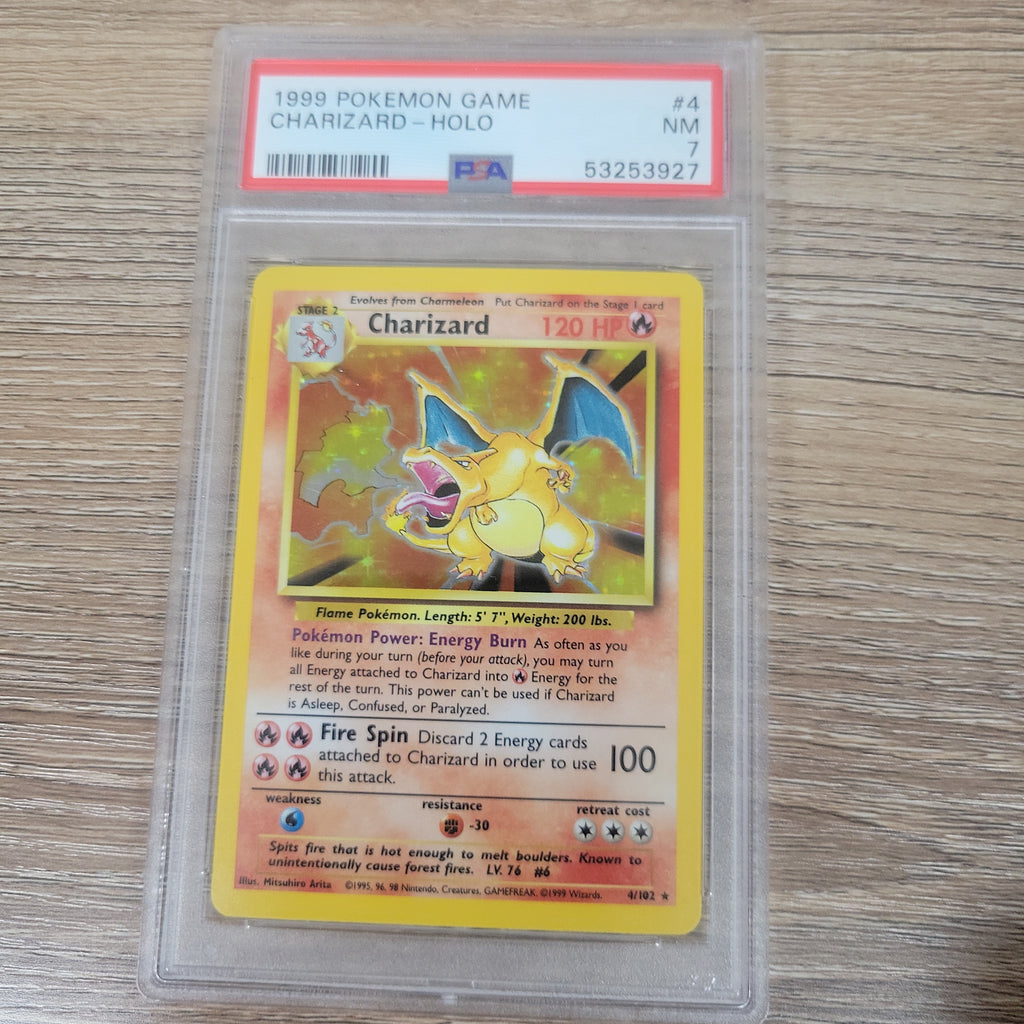 1999 POKEMON GAME #4
CHARIZARD – HOLO NM
7
PSA 53253927
Evolves from Charmeleon Put Charizard on the Stage 1 card
STAGE 2
Charizard 120 HP
Flame Pokémon. Length: 5' 7", Weight: 200 lbs.
Pokémon Power: Energy Burn As often as you
like during your turn (before your attack), you may turn
all Energy attached to Charizard into Energy for the
rest of the turn. This power can't be used if Charizard
is Asleep, Confused, or Paralyzed.
Fire Spin Discard 2 Energy cards
attached to Charizard in order to use 100
this attack.
weakness resistance retreat cost
-30
Spits fire that is hot enough to melt boulders. Known to
unintentionally cause forest fires. LV. 76 #6
Illus. Mitsuhiro Arita ©1995, 96, 98 Nintendo, Creatures, GAMEFREAK. ©1999 Wizards. 4/102 ★